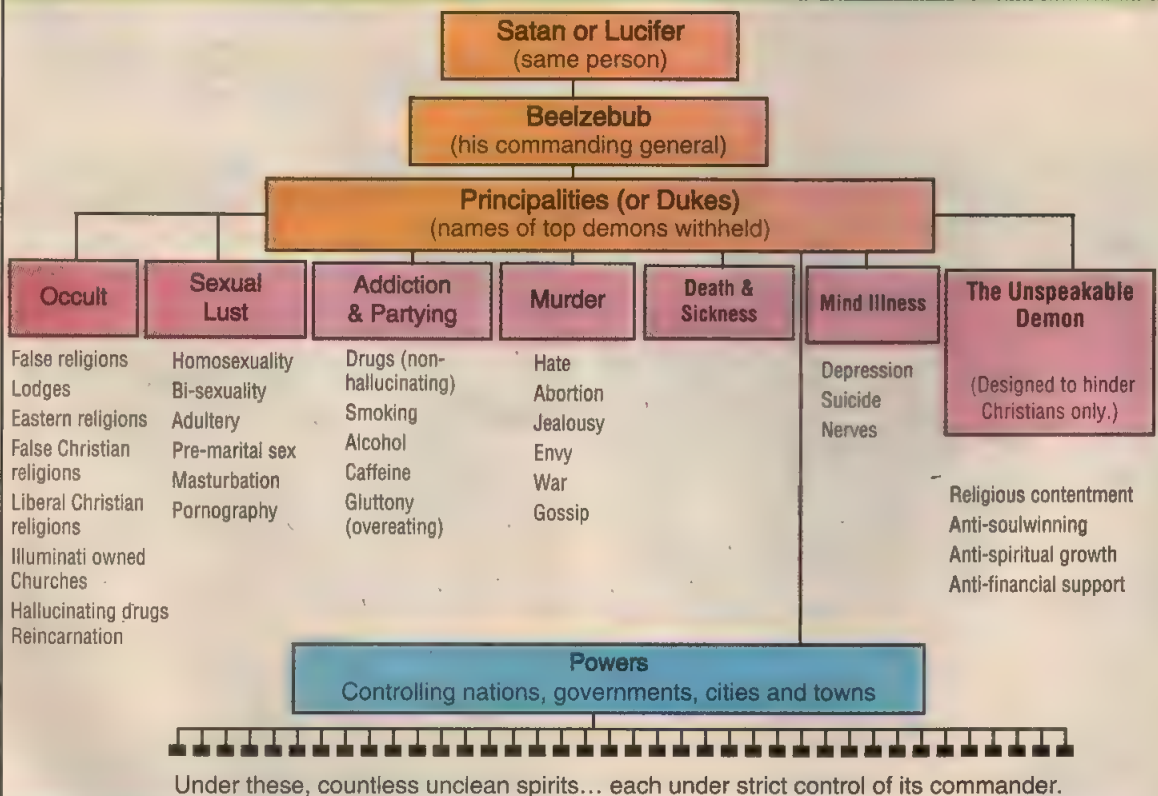 Satan or Lucifer
(same person)
Beelzebub
(his commanding general)
Principalities (or Dukes)
(names of top demons withheld)
Occult
False religions
Lodges
Eastern religions
False Christian
religions
Liberal Christian
religions
Illuminati owned
Churches
Hallucinating drugs
Reincarnation
Sexual
Lust
Homosexuality
Bi-sexuality
Adultery
Pre-marital sex
Masturbation
Pornography
Addiction
& Partying
Drugs (non-
hallucinating)
Smoking
Alcohol
Caffeine
Gluttony
(overeating)
Murder
Hate
Abortion
Jealousy
Envy
War
Gossip
Death &
Sickness
Mind Illness
Depression
Suicide
Nerves
The Unspeakable
Demon
(Designed to hinder
Christians only.)
Religious contentment
Anti-soulwinning
Anti-spiritual growth
Anti-financial support
Powers
Controlling nations, governments, cities and towns
Under these, countless unclean spirits... each under strict control of its commander.